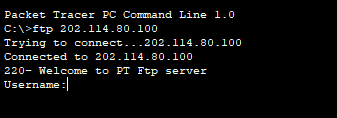 Packet Tracer PC Command Line 1.0
C:\>ftp 202.114.80.100
Trying to connect...202.114.80.100
Connected to 202.114.80.100
220- Welcome to PT Ftp server
Username: